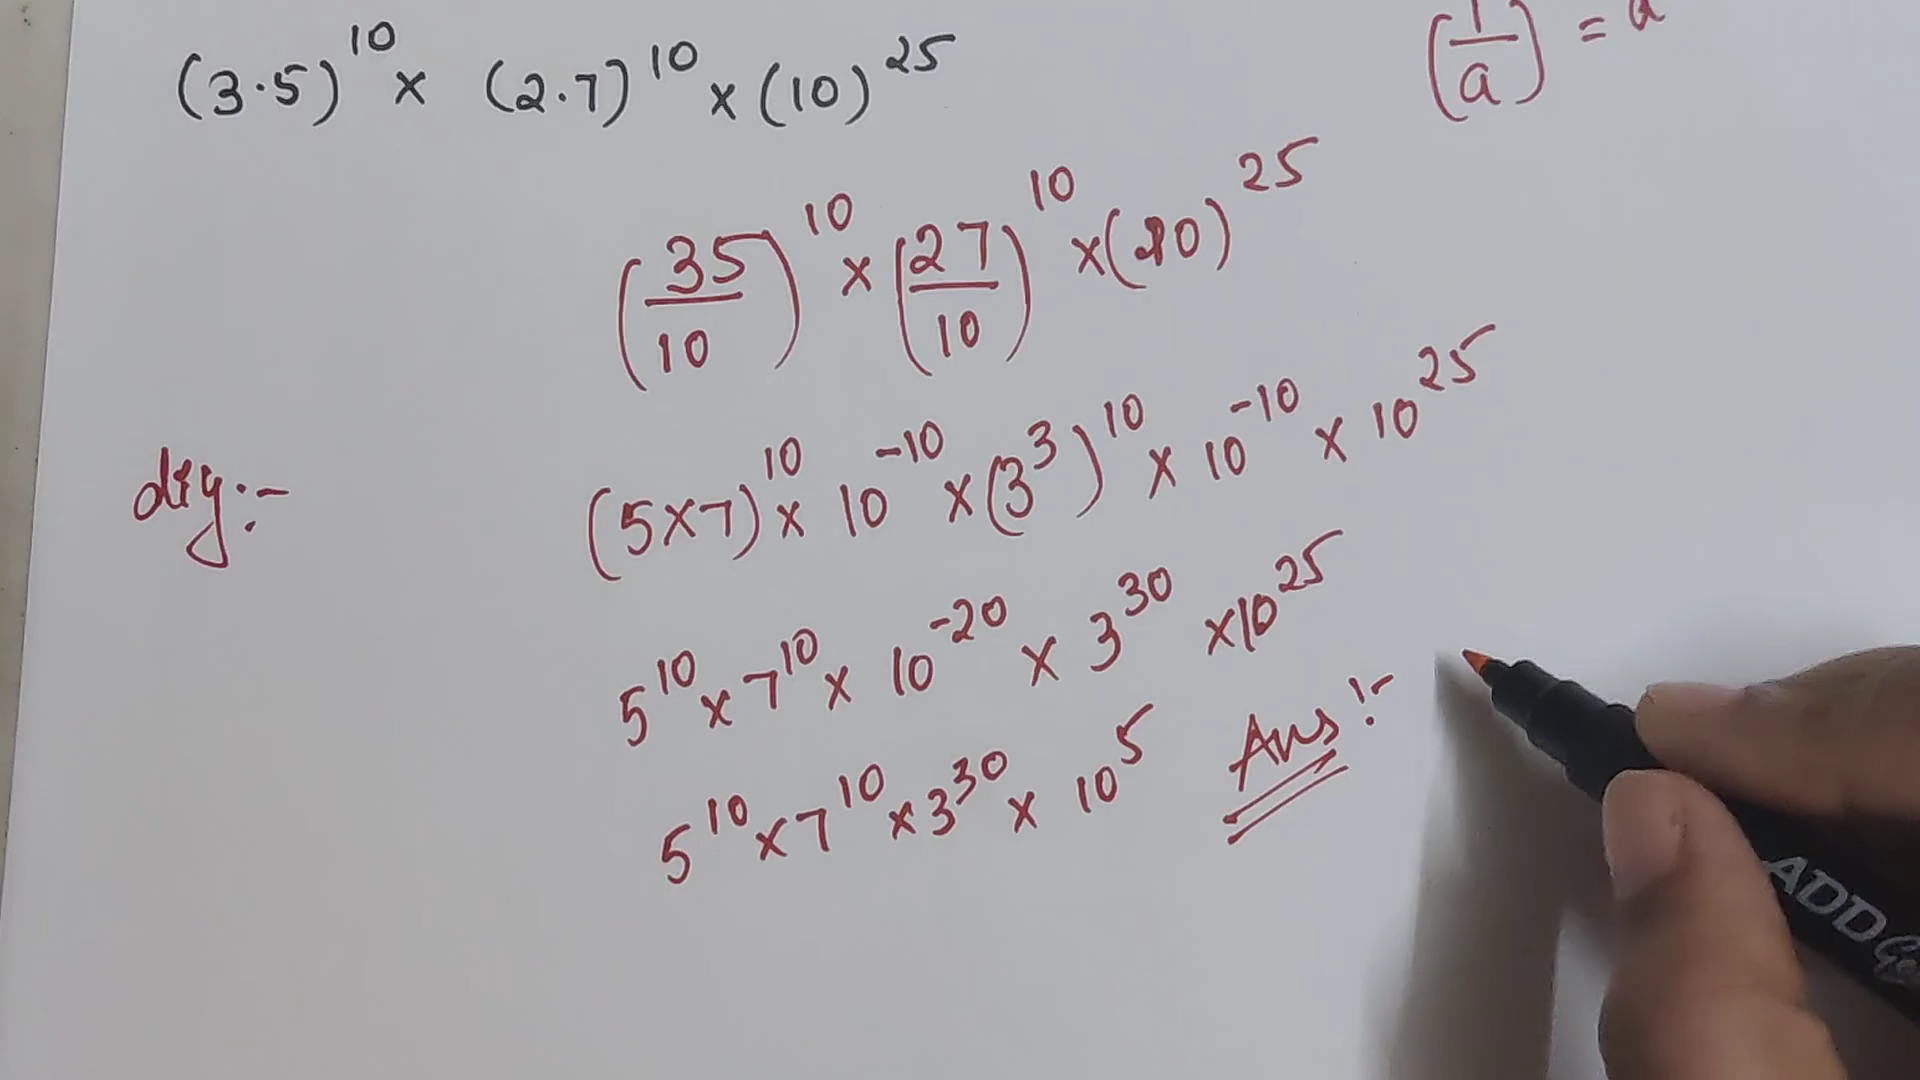 (3.5)^10 × (2.7)^10 × (10)^25
(1/a) = a
(35/10)^10 × (27/10)^10 × (10)^25
diy:-
(5×7)^10 × 10^-10 × (3^3)^10 × 10^-10 × 10^25
5^10 × 7^10 × 10^-20 × 3^30 × 10^25
5^10 × 7^10 × 3^30 × 10^5 Ans:-
ADD